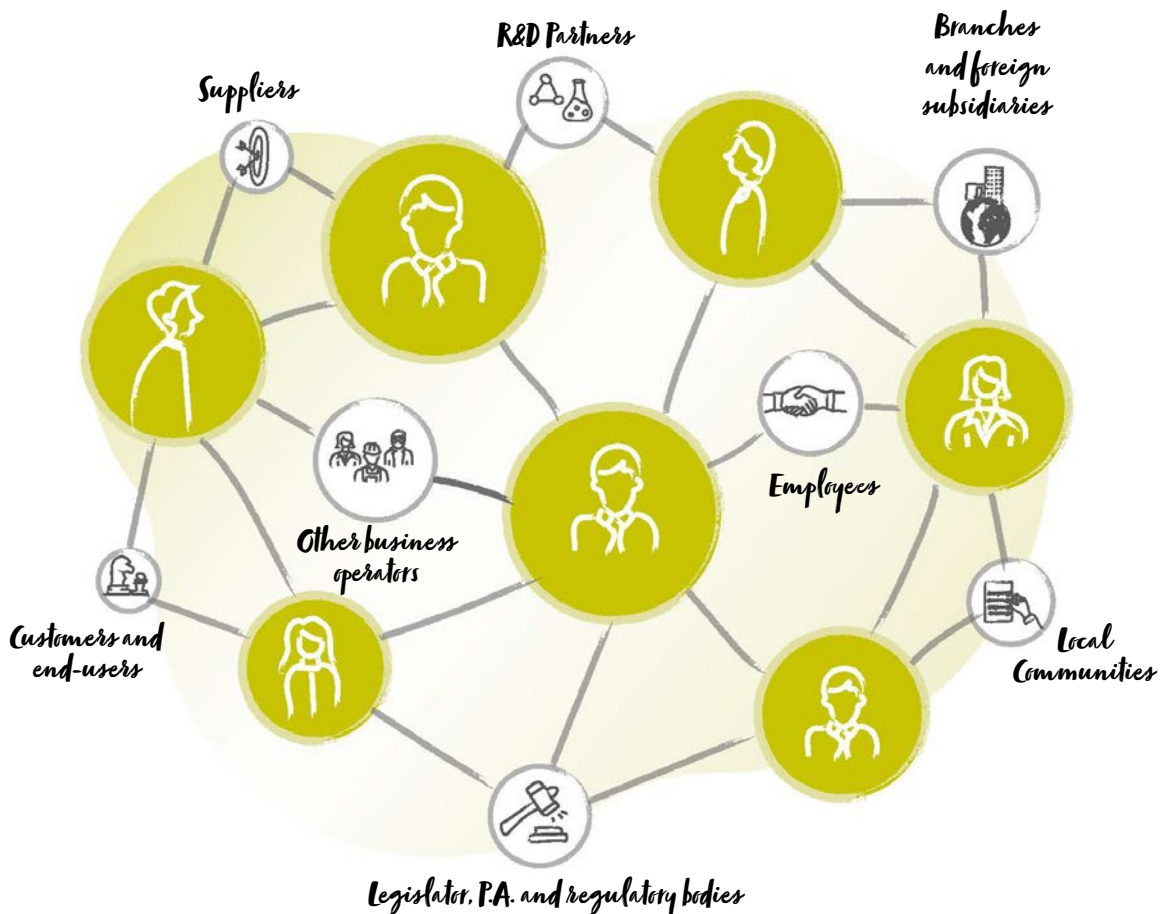 R&D Partners
Branches
and foreign
subsidiaries
Suppliers
Employees
Other business
operators
Customers and
end-users
Local
Communities
Legislator, P.A. and regulatory bodies